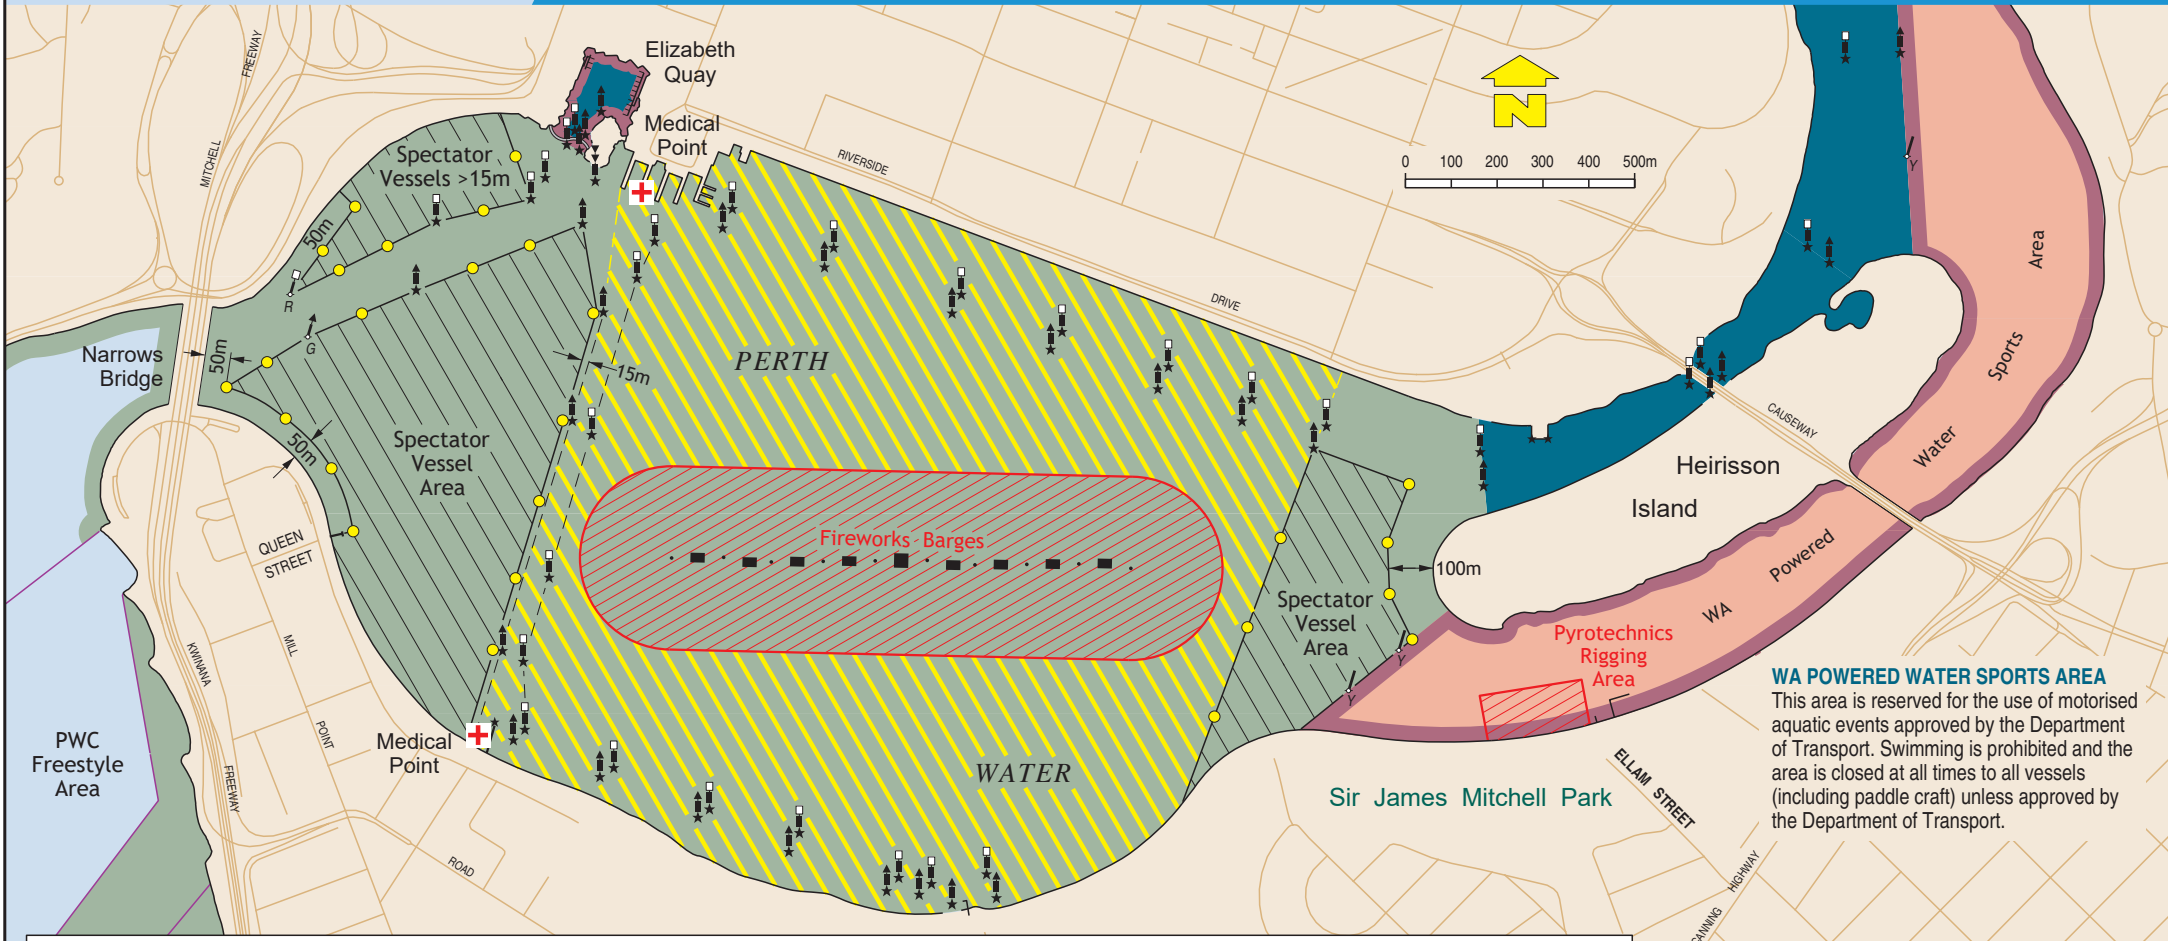 Elizabeth
Quay
FREEWAY
MITCHELL
Medical
Point
Spectator
Vessels >15m
RIVERSIDE
N
0 100 200 300 400 500m
50m
R
G
Narrows
Bridge
50m
15m
PERTH
DRIVE
Y
Area
Sports
Water
Powered
WA
CAUSEWAY
Heirisson
Island
50m
Spectator
Vessel
Area
QUEEN
STREET
Fireworks Barges
100m
Spectator
Vessel
Area
Y
Y
Pyrotechnics
Rigging
Area
KWINANA
FREEWAY
MILL
POINT
ROAD
PWC
Freestyle
Area
Medical
Point
WATER
Sir James Mitchell Park
ELLAM STREET
HIGHWAY
WA POWERED WATER SPORTS AREA
This area is reserved for the use of motorised
aquatic events approved by the Department
of Transport. Swimming is prohibited and the
area is closed at all times to all vessels
(including paddle craft) unless approved by
the Department of Transport.